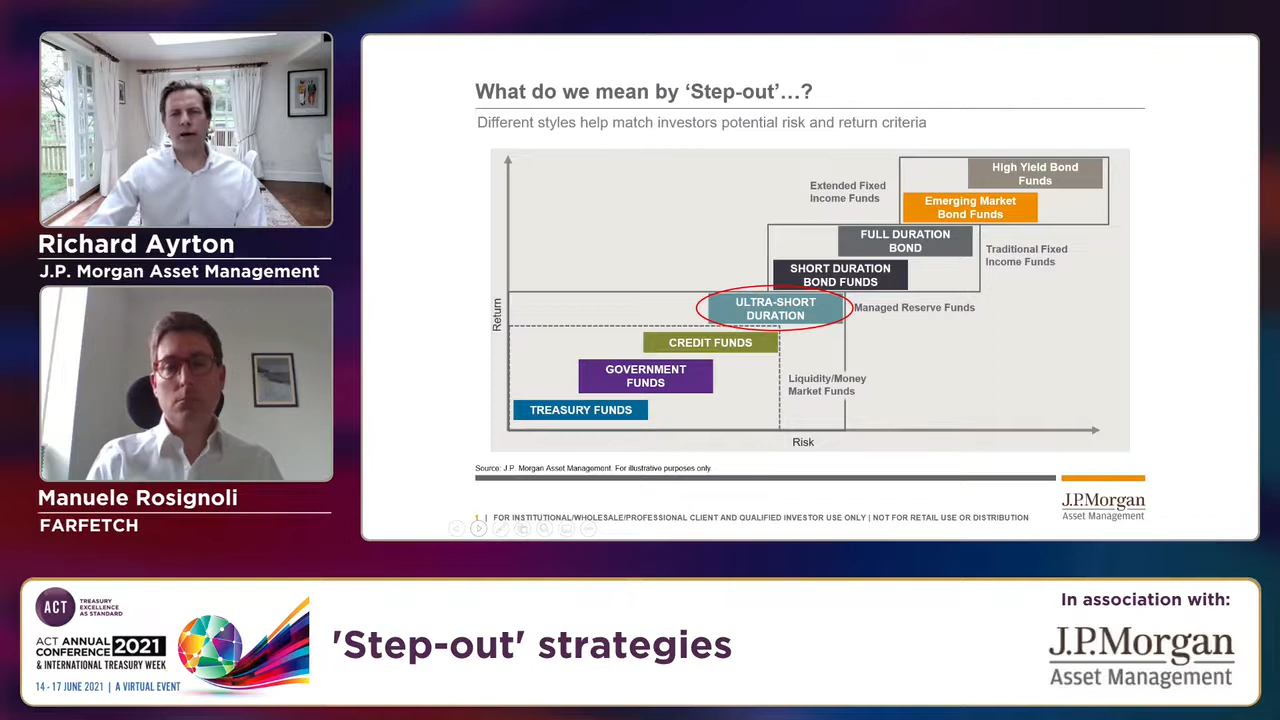 Richard Ayrton
J.P. Morgan Asset Management
Manuele Rosignoli
FARFETCH
What do we mean by ‘Step-out’…?
Different styles help match investors potential risk and return criteria
High Yield Bond
Funds
Extended Fixed
Income Funds
Emerging Market
Bond Funds
FULL DURATION
BOND
Traditional Fixed
Income Funds
SHORT DURATION
BOND FUNDS
ULTRA-SHORT
DURATION
Managed Reserve Funds
Return
CREDIT FUNDS
GOVERNMENT
FUNDS
Liquidity/Money
Market Funds
TREASURY FUNDS
Risk
Source: J.P. Morgan Asset Management. For illustrative purposes only.
J.P.Morgan
Asset Management
1 | FOR INSTITUTIONAL/WHOLESALE/PROFESSIONAL CLIENT AND QUALIFIED INVESTOR USE ONLY | NOT FOR RETAIL USE OR DISTRIBUTION
ACT
TREASURY
EXCELLENCE
AS STANDARD
ACT ANNUAL
CONFERENCE 2021
& INTERNATIONAL TREASURY WEEK
14 - 17 JUNE 2021 | A VIRTUAL EVENT
'Step-out' strategies
In association with:
J.P.Morgan
Asset Management